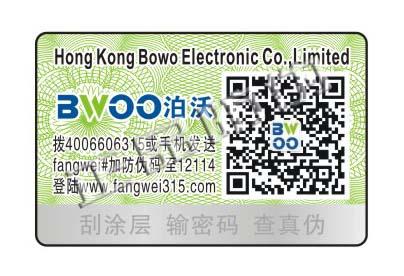 Hong Kong Bowo Electronic Co.,Limited
BWOO泊沃
拨4006606315或手机发送
fangwei#加防伪码至12114
登陆www.fangwei315.com
BWOO
刮涂层 输密码 查真伪